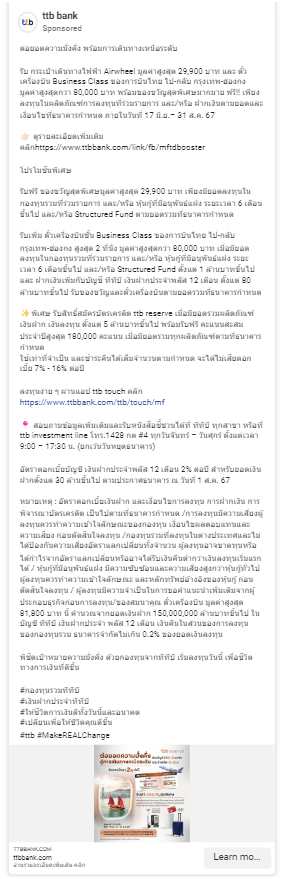 ttb bank
Sponsored
ต่อยอดความมั่งคั่ง พร้อมการเดินทางเหนือระดับ
รับ กระเป๋าเดินทางไฟฟ้า Airwheel มูลค่าสูงสุด 29,900 บาท และ ตั๋ว
เครื่องบิน Business Class ของการบินไทย ไป-กลับ กรุงเทพ-ฮ่องกง
มูลค่าสูงสุดกว่า 80,000 บาท พร้อมของขวัญสุดพิเศษมากมาย ฟรี!! เพียง
ลงทุนในผลิตภัณฑ์การลงทุนที่ร่วมรายการ และ/หรือ ฝากเงินตามยอดและ
เงื่อนไขที่ธนาคารกำหนด ภายในวันที่ 17 มิ.ย.– 31 ส.ค. 67
👉🏻 ดูรายละเอียดเพิ่มเติม
คลิกhttps://www.ttbbank.com/link/fb/mftdbooster
โปรโมชันพิเศษ
รับฟรี ของขวัญสุดพิเศษมูลค่าสูงสุด 29,900 บาท เพียงมียอดลงทุนใน
กองทุนรวมที่ร่วมรายการ และ/หรือ หุ้นกู้ที่มีอนุพันธ์แฝง ระยะเวลา 6 เดือน
ขึ้นไป และ/หรือ Structured Fund ตามยอดรวมที่ธนาคารกำหนด
รับเพิ่ม ตั๋วเครื่องบินชั้น Business Class ของการบินไทย ไป-กลับ
กรุงเทพ-ฮ่องกง สูงสุด 2 ที่นั่ง มูลค่าสูงสุดกว่า 80,000 บาท เมื่อมียอด
ลงทุนในกองทุนรวมที่ร่วมรายการ และ/หรือ หุ้นกู้ที่มีอนุพันธ์แฝง ระยะ
เวลา 6 เดือนขึ้นไป และ/หรือ Structured Fund ตั้งแต่ 1 ล้านบาทขึ้นไป
และ ฝากเงินเพิ่มกับบัญชี ทีทีบี เงินฝากประจำพลัส 12 เดือน ตั้งแต่ 80
ล้านบาทขึ้นไป รับของขวัญและตั๋วเครื่องบินตามยอดรวมที่ธนาคารกำหนด
✨ พิเศษ รับสิทธิ์สมัครบัตรเครดิต ttb reserve เมื่อมียอดรวมผลิตภัณฑ์
เงินฝาก เงินลงทุน ตั้งแต่ 5 ล้านบาทขึ้นไป พร้อมรับฟรี คะแนนสะสม
ประจำปีสูงสุด 180,000 คะแนน เมื่อมียอดรวมทุกผลิตภัณฑ์ตามที่ธนาคาร
กำหนด
ใช้เท่าที่จำเป็น และชำระคืนได้เต็มจำนวนตามกำหนด จะได้ไม่เสียดอก
เบี้ย 7% - 16% ต่อปี
ลงทุนง่าย ๆ ผ่านแอป ttb touch คลิก
https://www.ttbbank.com/ttb/touch/mf
📍 สอบถามข้อมูลเพิ่มเติมและรับหนังสือชี้ชวนได้ที่ ทีทีบี ทุกสาขา หรือที่
ttb investment line โทร.1428 กด #4 ทุกวันจันทร์ – วันศุกร์ ตั้งแต่เวลา
9:00 – 17:30 น. (ยกเว้นวันหยุดธนาคาร)
อัตราดอกเบี้ยบัญชี เงินฝากประจำพลัส 12 เดือน 2% ต่อปี สำหรับยอดเงิน
ฝากตั้งแต่ 30 ล้านขึ้นไป ตามประกาศธนาคาร ณ วันที่ 1 ส.ค. 67
หมายเหตุ : อัตราดอกเบี้ยเงินฝาก และเงื่อนไขการลงทุน การฝากเงิน การ
พิจารณาบัตรเครดิต เป็นไปตามที่ธนาคารกำหนด /การลงทุนมีความเสี่ยงผู้
ลงทุนควรทำความเข้าใจลักษณะของกองทุน เงื่อนไขผลตอบแทนและ
ความเสี่ยง ก่อนตัดสินใจลงทุน /กองทุนรวมที่ลงทุนในต่างประเทศและไม่
ได้ป้องกันความเสี่ยงอัตราแลกเปลี่ยนทั้งจำนวน ผู้ลงทุนอาจขาดทุนหรือ
ได้กำไรจากอัตราแลกเปลี่ยนหรืออาจได้รับเงินคืนต่ำกว่าเงินลงทุนเริ่มแรก
ได้ / หุ้นกู้ที่มีอนุพันธ์แฝง มีความซับซ้อนและความเสี่ยงสูงกว่าหุ้นกู้ทั่วไป
ผู้ลงทุนควรทำความเข้าใจลักษณะ และหลักทรัพย์อ้างอิงของหุ้นกู้ ก่อน
ตัดสินใจลงทุน / ผู้ลงทุนมีความจำเป็นในการขอคำแนะนำเพิ่มเติมจากผู้
ประกอบธุรกิจก่อนการลงทุน/ของสมนาคุณ ตั๋วเครื่องบิน มูลค่าสูงสุด
81,800 บาท นี้ คำนวณจากยอดเงินฝาก 150,000,000 ล้านบาทขึ้นไป ใน
บัญชี ทีทีบี เงินฝากประจำ พลัส 12 เดือน เงินคืนในส่วนของการลงทุน
ของกองทุนรวม ธนาคารจำกัดไม่เกิน 0.2% ของยอดเงินลงทุน
พิชิตเป้าหมายความมั่งคั่ง ด้วยกองทุนจากทีทีบี เริ่มลงทุนวันนี้ เพื่อชีวิต
ทางการเงินที่ดีขึ้น
#กองทุนรวมทีทีบี
#เงินฝากประจำทีทีบี
#ให้ชีวิตการเงินดีทั้งวันนี้และอนาคต
#เปลี่ยนเพื่อให้ชีวิตคุณดีขึ้น
#ttb #MakeREALChange
ต่อยอดความมั่งคั่ง
TTBBANK.COM
ttbbank.com
อ่านรายละเอียดเพิ่มเติม คลิก
Learn mo...